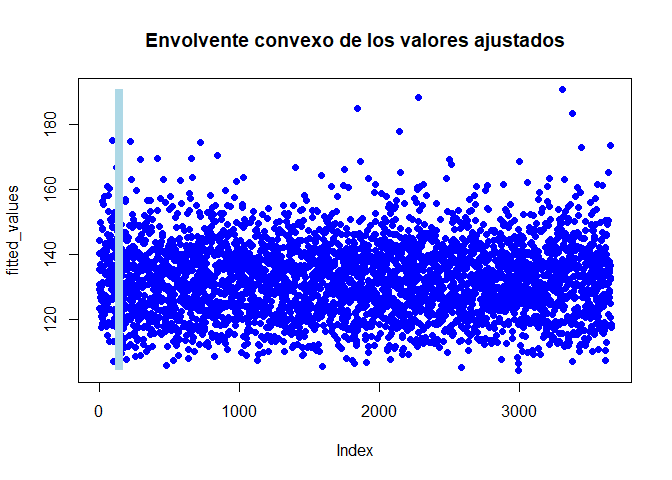 Envolvente convexo de los valores ajustados
fitted_values
180
160
140
120
0 1000 2000 3000
Index